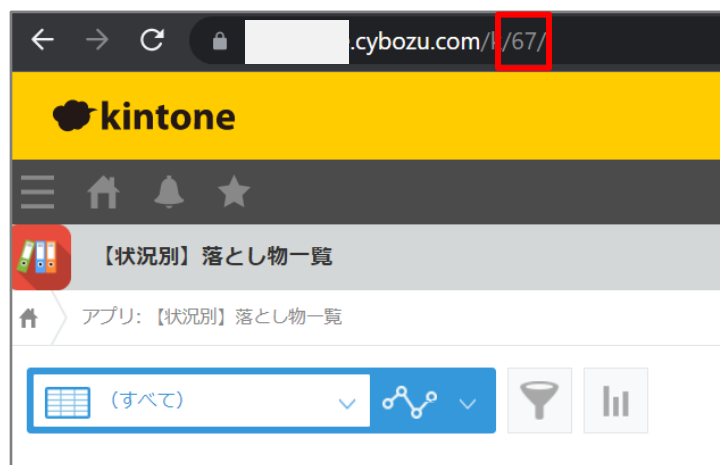 .cybozu.com/k/67/
kintone
【状況別】落とし物一覧
アプリ: 【状況別】落とし物一覧
(すべて)